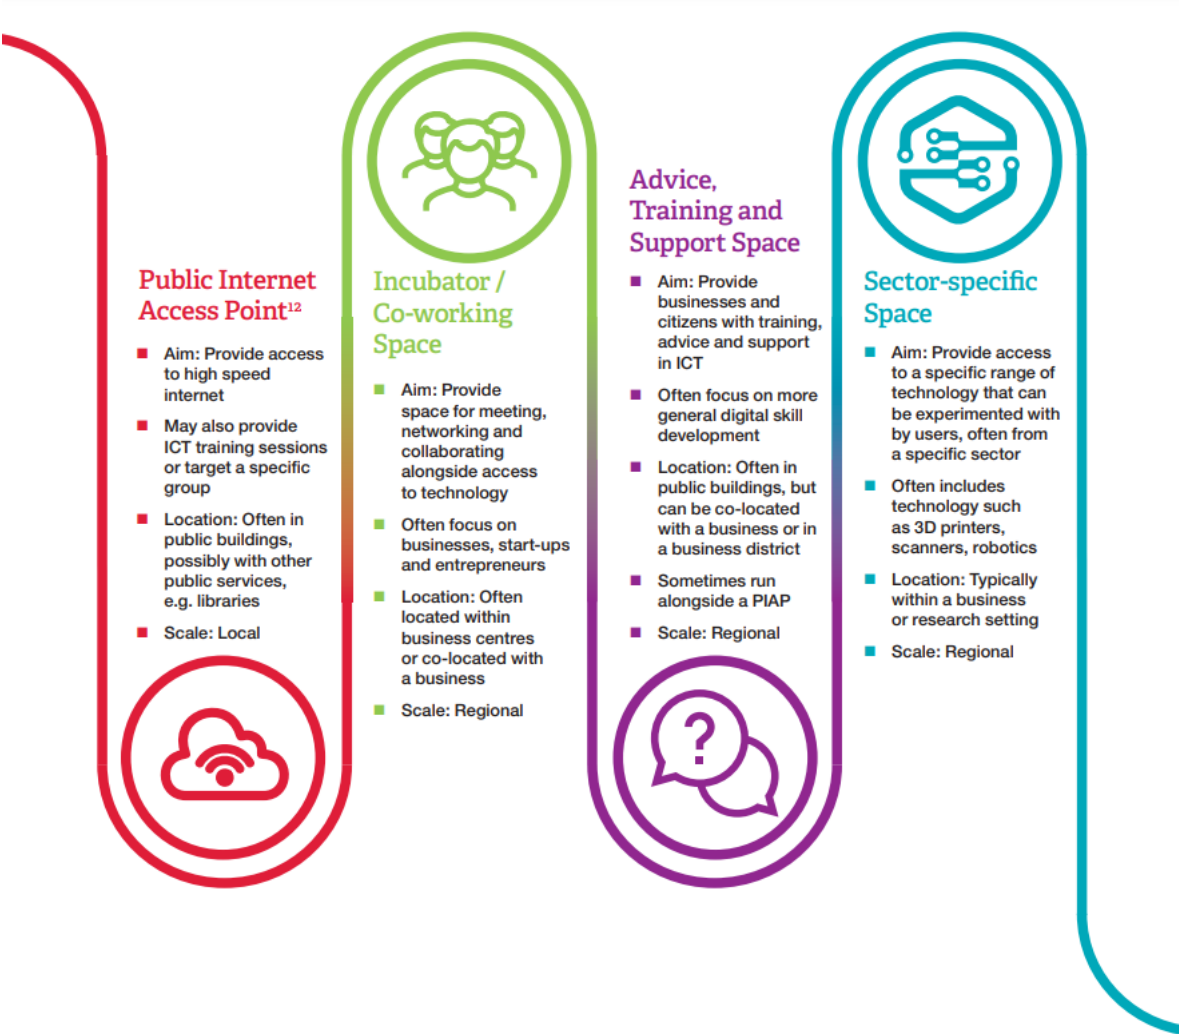 Public Internet
Access Point¹²
■ Aim: Provide access
to high speed
internet
■ May also provide
ICT training sessions
or target a specific
group
■ Location: Often in
public buildings,
possibly with other
public services,
e.g. libraries
■ Scale: Local
Incubator /
Co-working
Space
■ Aim: Provide
space for meeting,
networking and
collaborating
alongside access
to technology
■ Often focus on
businesses, start-ups
and entrepreneurs
■ Location: Often
located within
business centres
or co-located with
a business
■ Scale: Regional
Advice,
Training and
Support Space
■ Aim: Provide
businesses and
citizens with training,
advice and support
in ICT
■ Often focus on more
general digital skill
development
■ Location: Often in
public buildings, but
can be co-located
with a business or in
a business district
■ Sometimes run
alongside a PIAP
■ Scale: Regional
?
Sector-specific
Space
■ Aim: Provide access
to a specific range of
technology that can
be experimented with
by users, often from
a specific sector
■ Often includes
technology such
as 3D printers,
scanners, robotics
■ Location: Typically
within a business
or research setting
■ Scale: Regional